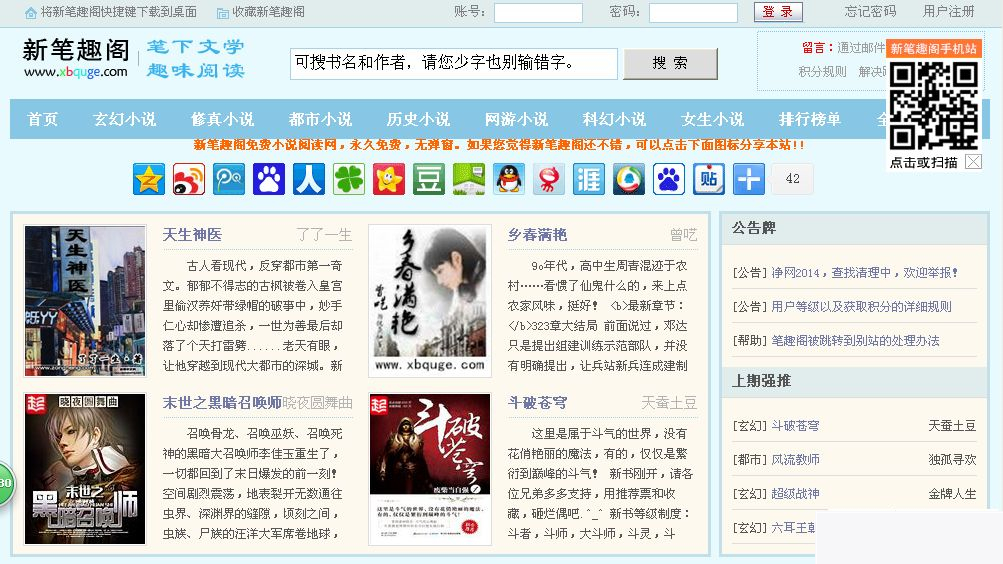 将新笔趣阁快捷键下载到桌面 收藏新笔趣阁
账号: 密码: 登 录 忘记密码 用户注册
新笔趣阁
www.xbquge.com
笔下文学
趣味阅读
可搜书名和作者，请您少字也别输错字。
搜 索
留言：通过邮件
积分规则
新笔趣阁手机站
点击或扫描
首页 玄幻小说 修真小说 都市小说 历史小说 网游小说 科幻小说 女生小说 排行榜单
新笔趣阁免费小说阅读网，永久免费，无弹窗。如果您觉得新笔趣阁还不错，可以点击下面图标分享本站!!
豆 涯 贴 42
天生神医
www.zongheng.com
天生神医 了了一生
古人看现代，反穿都市第一奇
文。郁郁不得志的古枫被卷入皇宫
里偷汉养奸带绿帽的破事中，妙手
仁心却惨遭追杀，一世为善最后却
落了个天打雷劈......老天有眼，
让他穿越到现代大都市的深城。新
乡春满艳
www.xbquge.com
乡春满艳 曾呓
9o年代，高中生周青混迹于农
村……看惯了仙鬼什么的，来上点
农家风味，挺好！ <b>最新章节：
</b>323章大结局 前面说过，邓达
只是提出组建训练示范部队，并没
有明确提出，让兵站新兵连成建制
起
晓夜圆舞曲
末世之
黑暗召唤师
末世之黑暗召唤师 晓夜圆舞曲
召唤骨龙、召唤巫妖、召唤死
神的黑暗大召唤师李佳玉重生了，
一切都回到了末日爆发的前一刻!
空间剧烈震荡，地表裂开无数通往
虫界、深渊界的缝隙，顷刻之间，
虫族、尸族的汪洋大军席卷地球，
起
斗破苍穹
废柴当自强
斗破苍穹 天蚕土豆
这里是属于斗气的世界，没有
花俏艳丽的魔法，有的，仅仅是繁
衍到巅峰的斗气！ 新书刚开，请各
位兄弟多多支持，用推荐票和收
藏，砸烂偶吧.^_^ 新书等级制度：
斗者，斗师，大斗师，斗灵，斗
公告牌
[公告] 净网2014，查找清理中，欢迎举报!
[公告] 用户等级以及获取积分的详细规则
[帮助] 笔趣阁被跳转到别站的处理办法
上期强推
[玄幻] 斗破苍穹 天蚕土豆
[都市] 风流教师 独孤寻欢
[玄幻] 超级战神 金牌人生
[玄幻] 六耳王
30